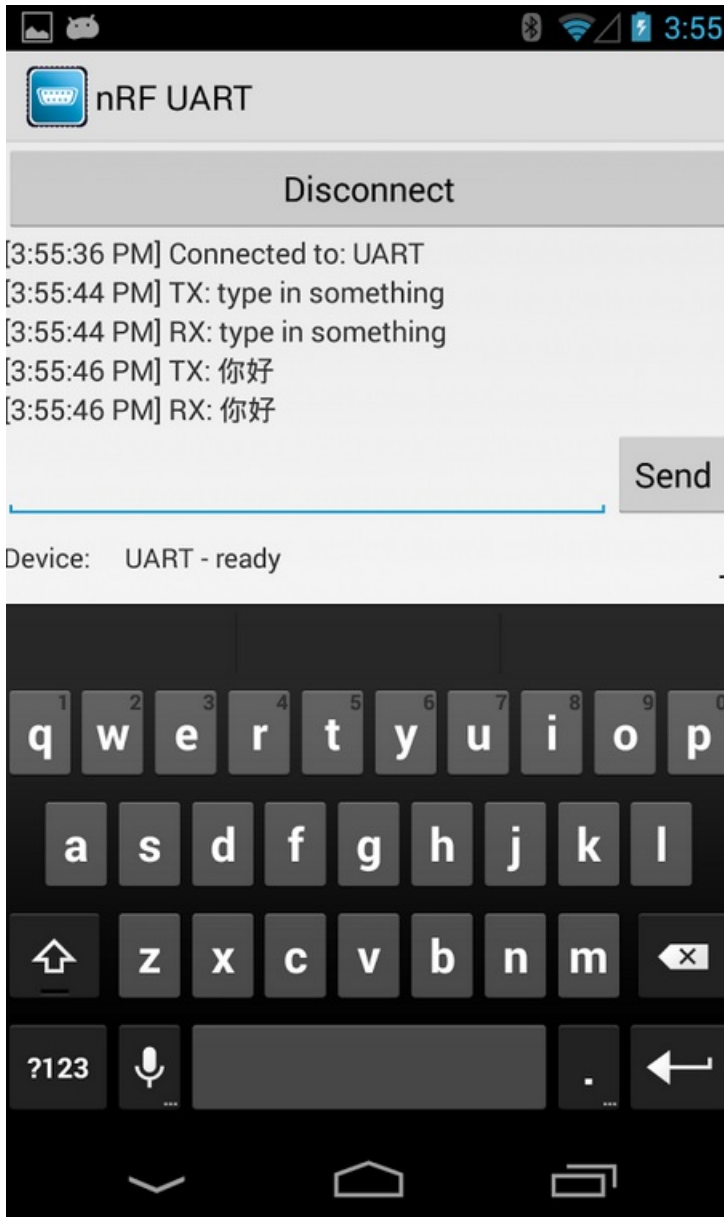 3:55
nRF UART
Disconnect
[3:55:36 PM] Connected to: UART
[3:55:44 PM] TX: type in something
[3:55:44 PM] RX: type in something
[3:55:46 PM] TX: 你好
[3:55:46 PM] RX: 你好
Send
Device: UART - ready
1 2 3 4 5 6 7 8 9 0
q w e r t y u i o p
a s d f g h j k l
z x c v b n m
?123 .